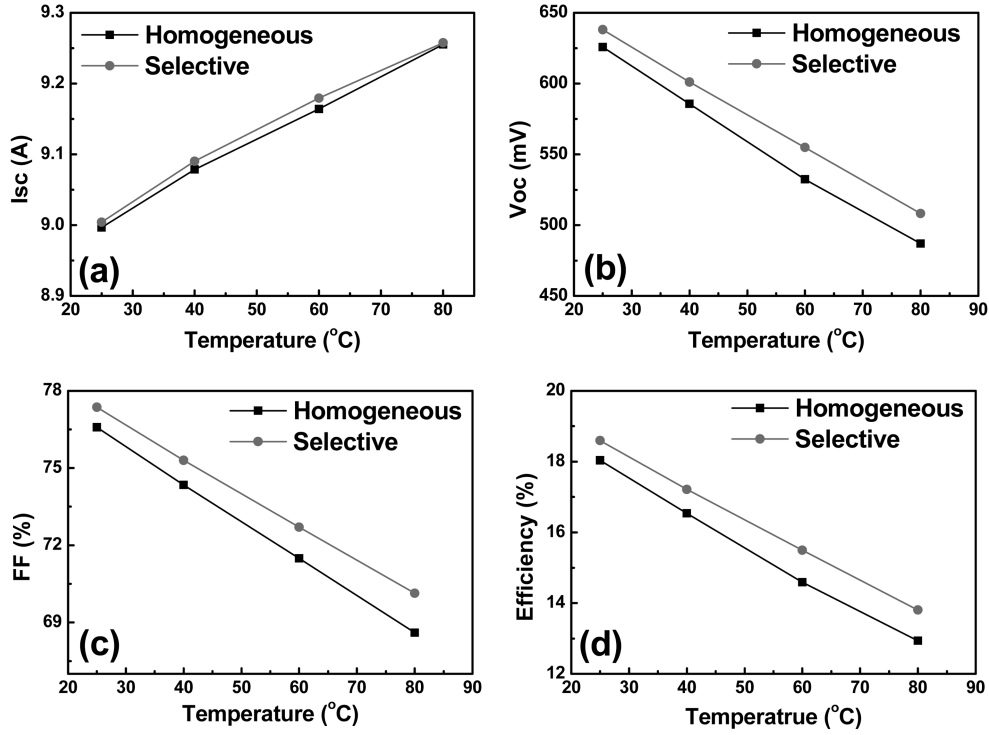 9.3
9.2
9.1
9.0
8.9
Isc (A)
Homogeneous
Selective
(a)
20 30 40 50 60 70 80
Temperature (°C)
650
600
550
500
450
Voc (mV)
Homogeneous
Selective
(b)
20 30 40 50 60 70 80 90
Temperature (°C)
78
75
72
69
FF (%)
Homogeneous
Selective
(c)
20 30 40 50 60 70 80 90
Temperature (°C)
20
18
16
14
12
Efficiency (%)
Homogeneous
Selective
(d)
20 30 40 50 60 70 80 90
Temperatrue (°C)